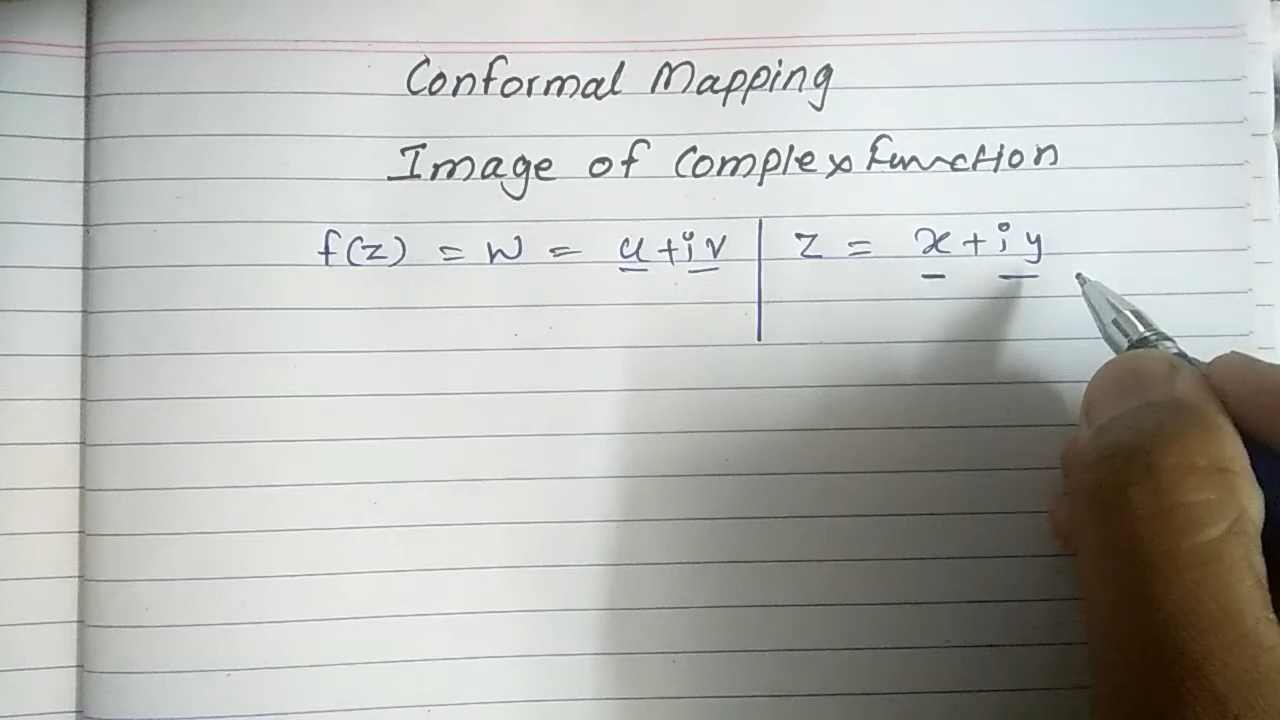 Conformal Mapping
Image of Complex function
f(z) = w = u+iv | z = x+iy